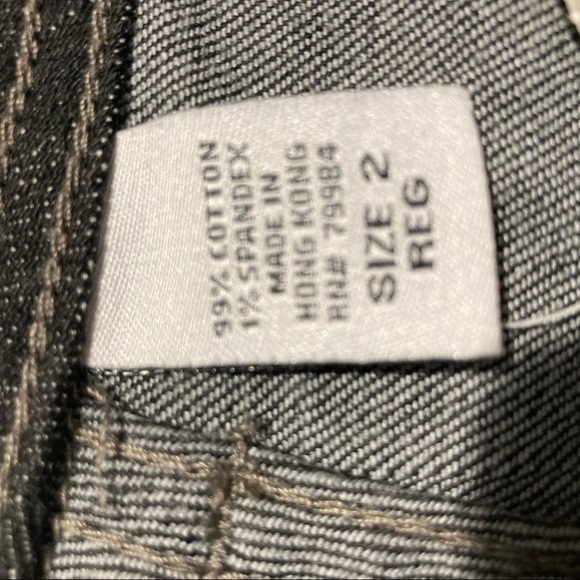 99% COTTON
1% SPANDEX
MADE IN
HONG KONG
RN# 79984
SIZE 2
REG